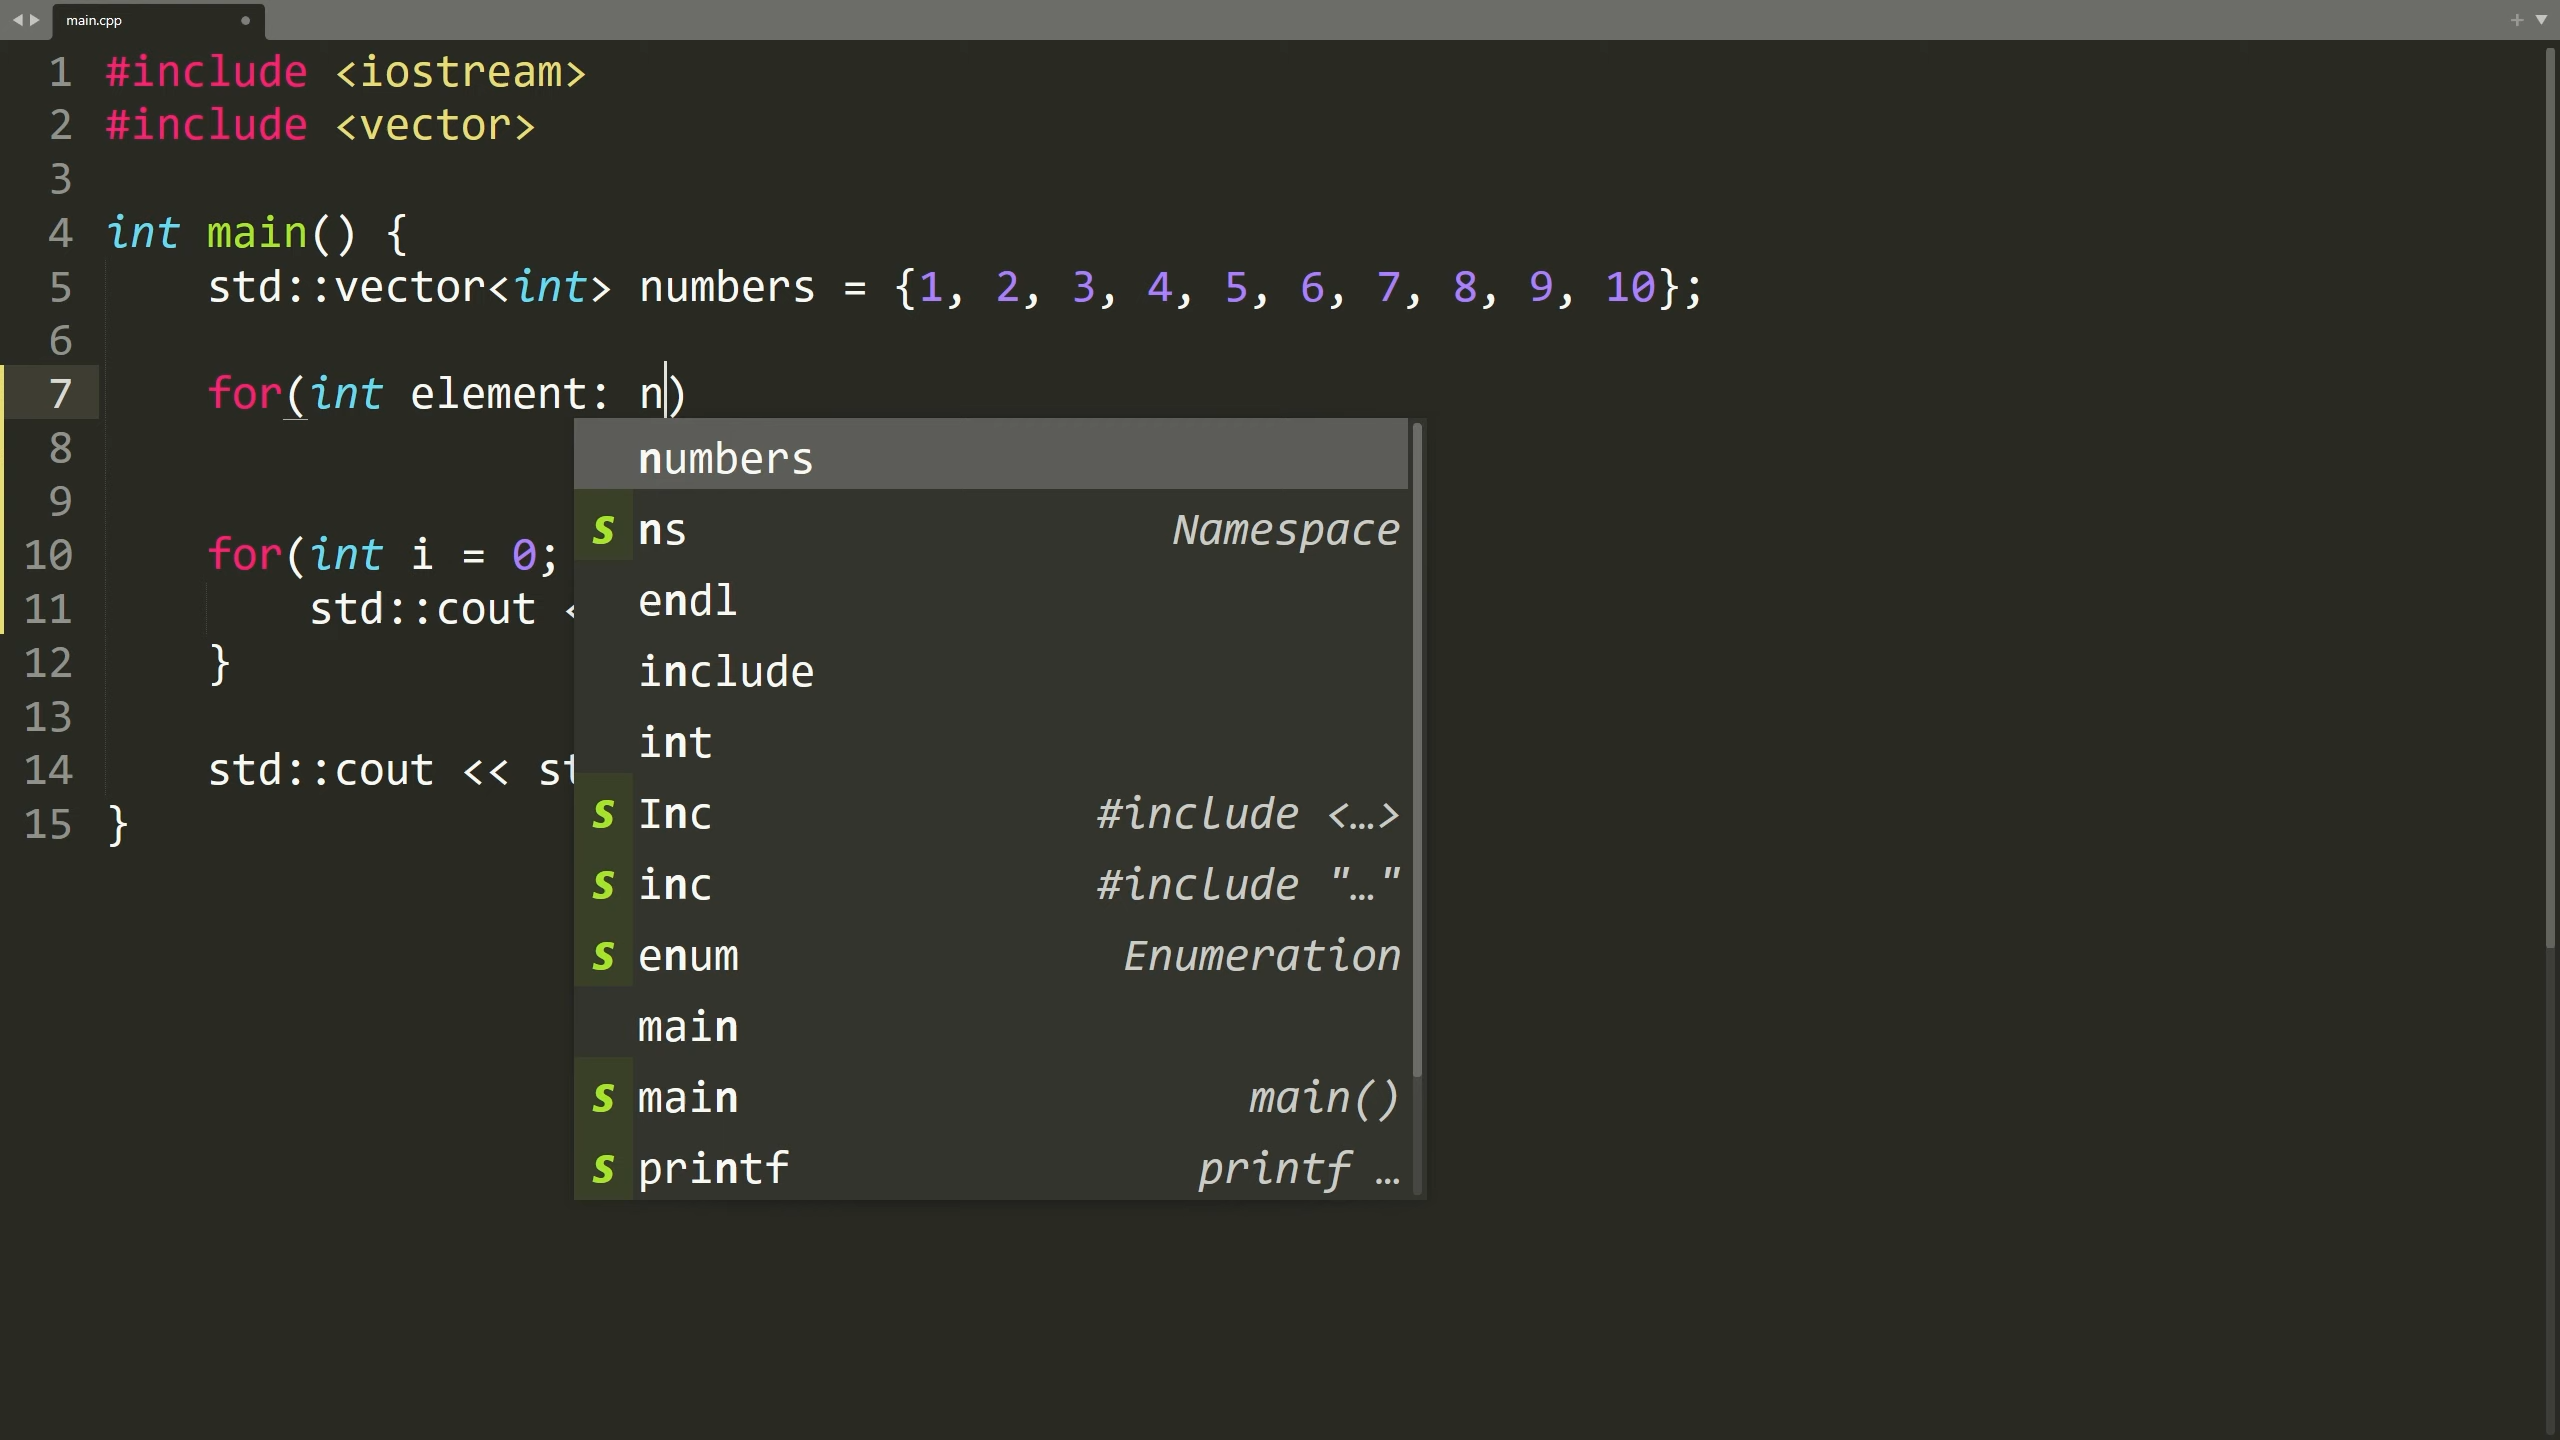 main.cpp
1 #include <iostream>
2 #include <vector>
3
4 int main() {
5 std::vector<int> numbers = {1, 2, 3, 4, 5, 6, 7, 8, 9, 10};
6
7 for(int element: n)
8
numbers
9
s ns Namespace
10 for(int i = 0;
endl
11 std::cout <
12 }
include
13
int
14 std::cout << st
15 }
s Inc #include <…>
s inc #include "…"
s enum Enumeration
main
s main main()
s printf printf …